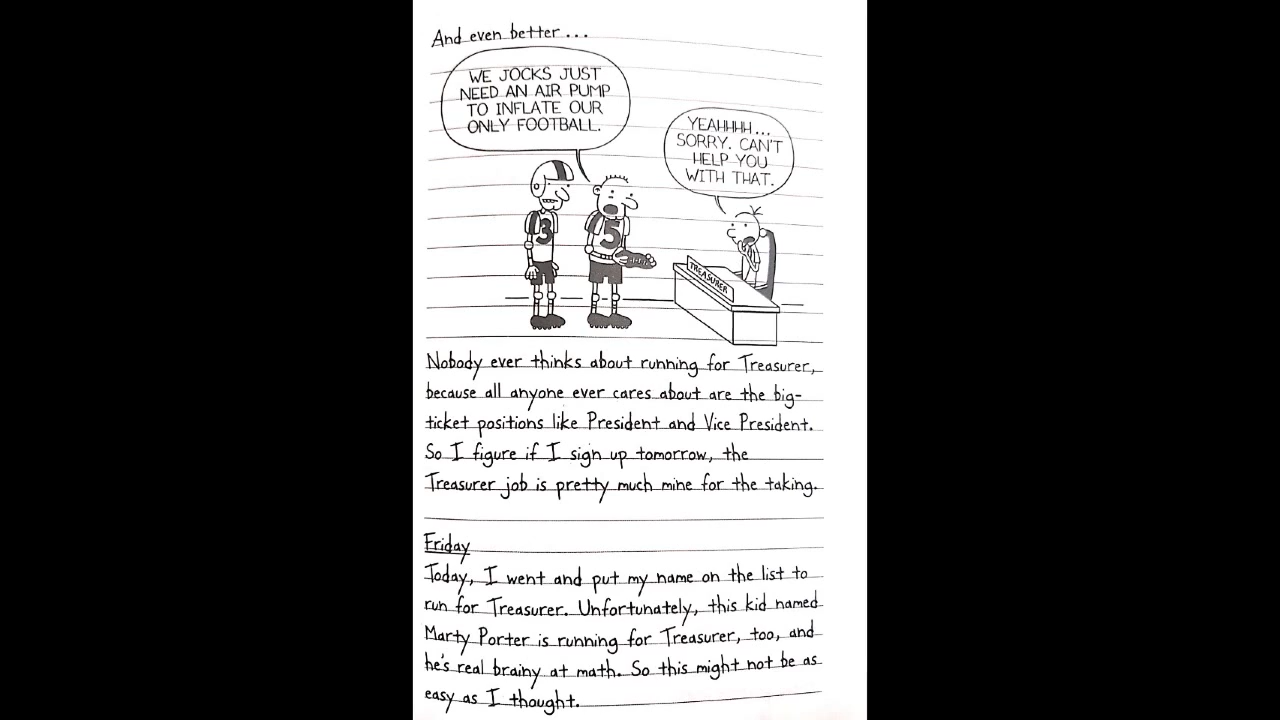 And even better...
WE JOCKS JUST
NEED AN AIR PUMP
TO INFLATE OUR
ONLY FOOTBALL.
YEAHHHH...
SORRY. CAN'T
HELP YOU
WITH THAT.
3
5
TREASURER
Nobody ever thinks about running for Treasurer,
because all anyone ever cares about are the big-
ticket positions like President and Vice President.
So I figure if I sign up tomorrow, the
Treasurer job is pretty much mine for the taking.
Friday
Today, I went and put my name on the list to
run for Treasurer. Unfortunately, this kid named
Marty Porter is running for Treasurer, too, and
he's real brainy at math. So this might not be as
easy as I thought.